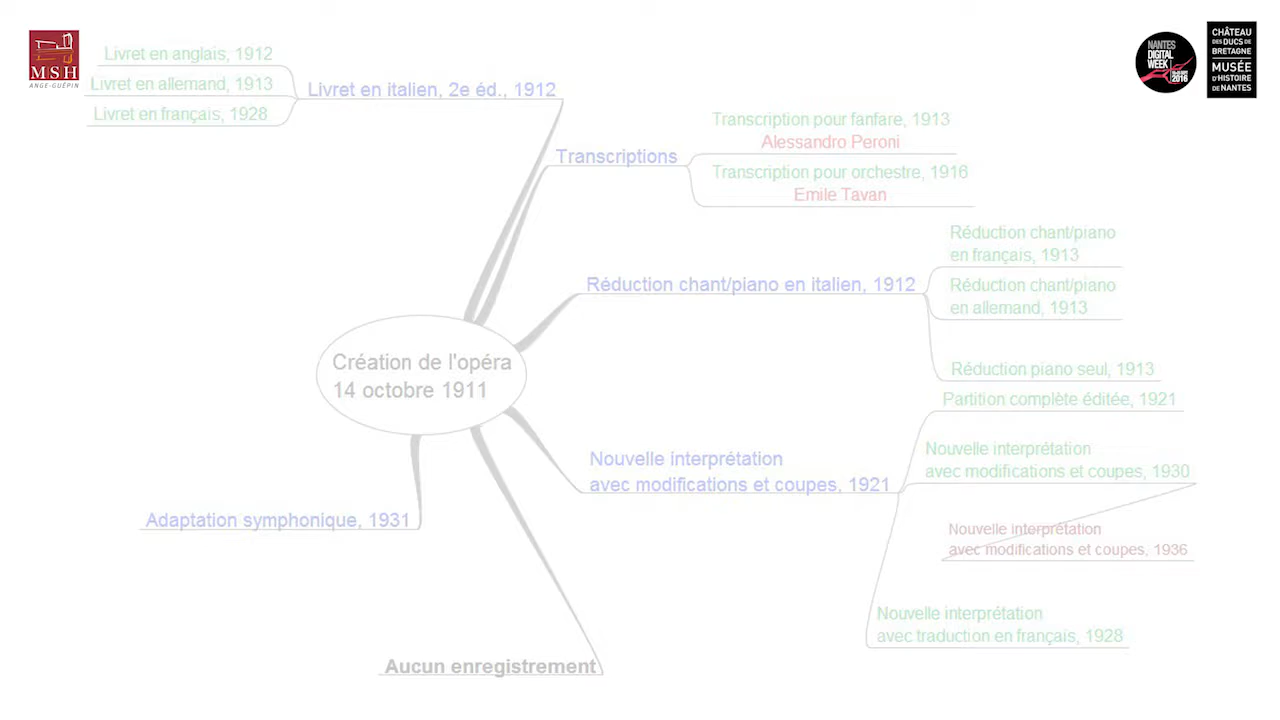 MSH
ANGE-GUÉPIN
Livret en anglais, 1912
Livret en allemand, 1913
Livret en français, 1928
Livret en italien, 2e éd., 1912
NANTES
DIGITAL
WEEK
2016
CHÂTEAU
DES DUCS DE
BRETAGNE
MUSÉE
D'HISTOIRE
DE NANTES
Transcriptions
Transcription pour fanfare, 1913
Alessandro Peroni
Transcription pour orchestre, 1916
Emile Tavan
Réduction chant/piano en italien, 1912
Réduction chant/piano
en français, 1913
Réduction chant/piano
en allemand, 1913
Réduction piano seul, 1913
Création de l'opéra
14 octobre 1911
Nouvelle interprétation
avec modifications et coupes, 1921
Partition complète éditée, 1921
Nouvelle interprétation
avec modifications et coupes, 1930
Nouvelle interprétation
avec modifications et coupes, 1936
Nouvelle interprétation
avec traduction en français, 1928
Adaptation symphonique, 1931
Aucun enregistrement